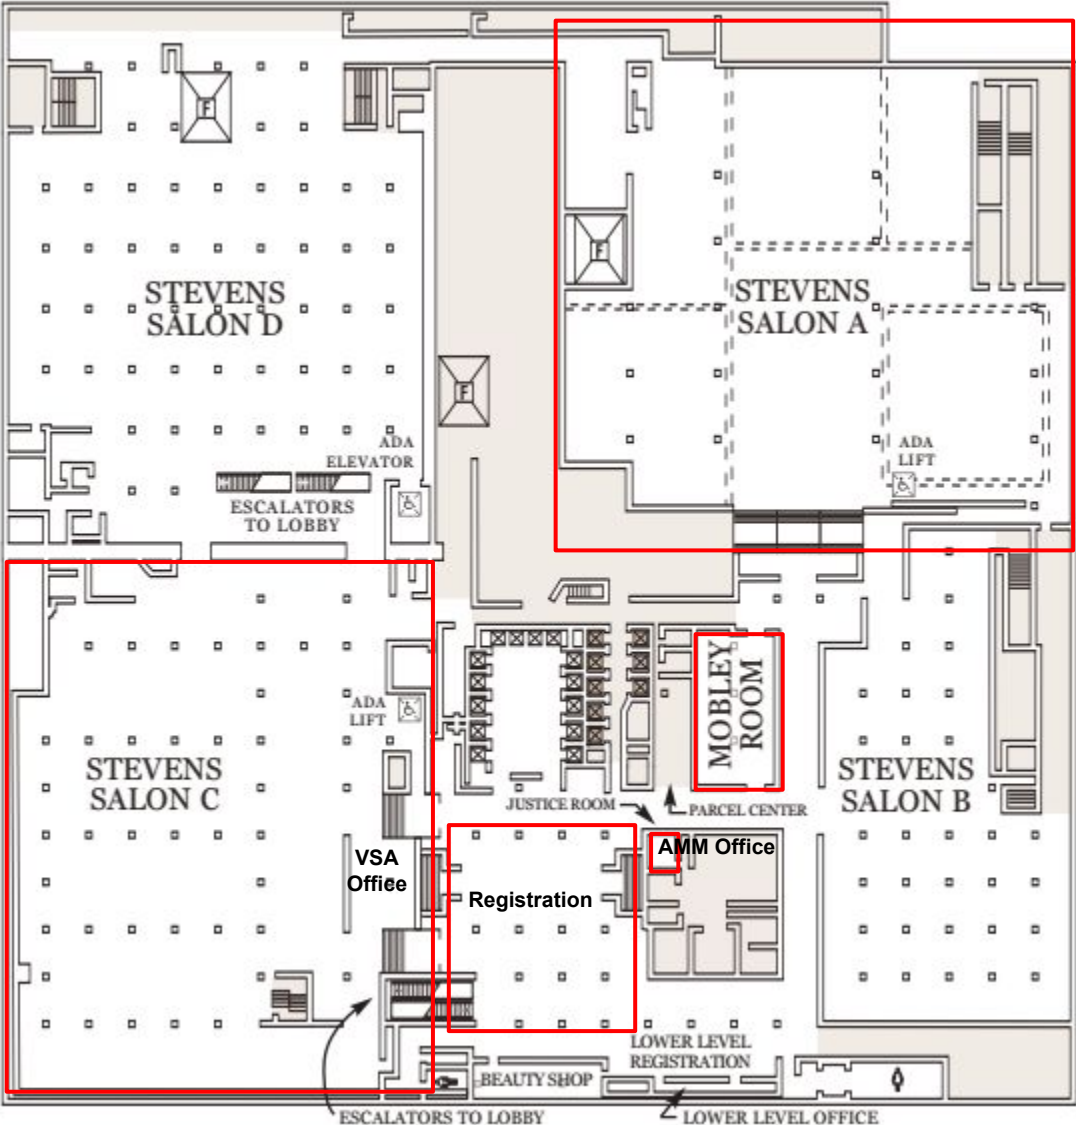 F
STEVENS
SALON D
F
STEVENS
SALON A
F
ADA
ELEVATOR
ESCALATORS
TO LOBBY
ADA
LIFT
MOBLEY
ROOM
ADA
LIFT
STEVENS
SALON C
STEVENS
SALON B
JUSTICE ROOM
PARCEL CENTER
VSA
Office
AMM Office
Registration
LOWER LEVEL
REGISTRATION
BEAUTY SHOP
ESCALATORS TO LOBBY
LOWER LEVEL OFFICE